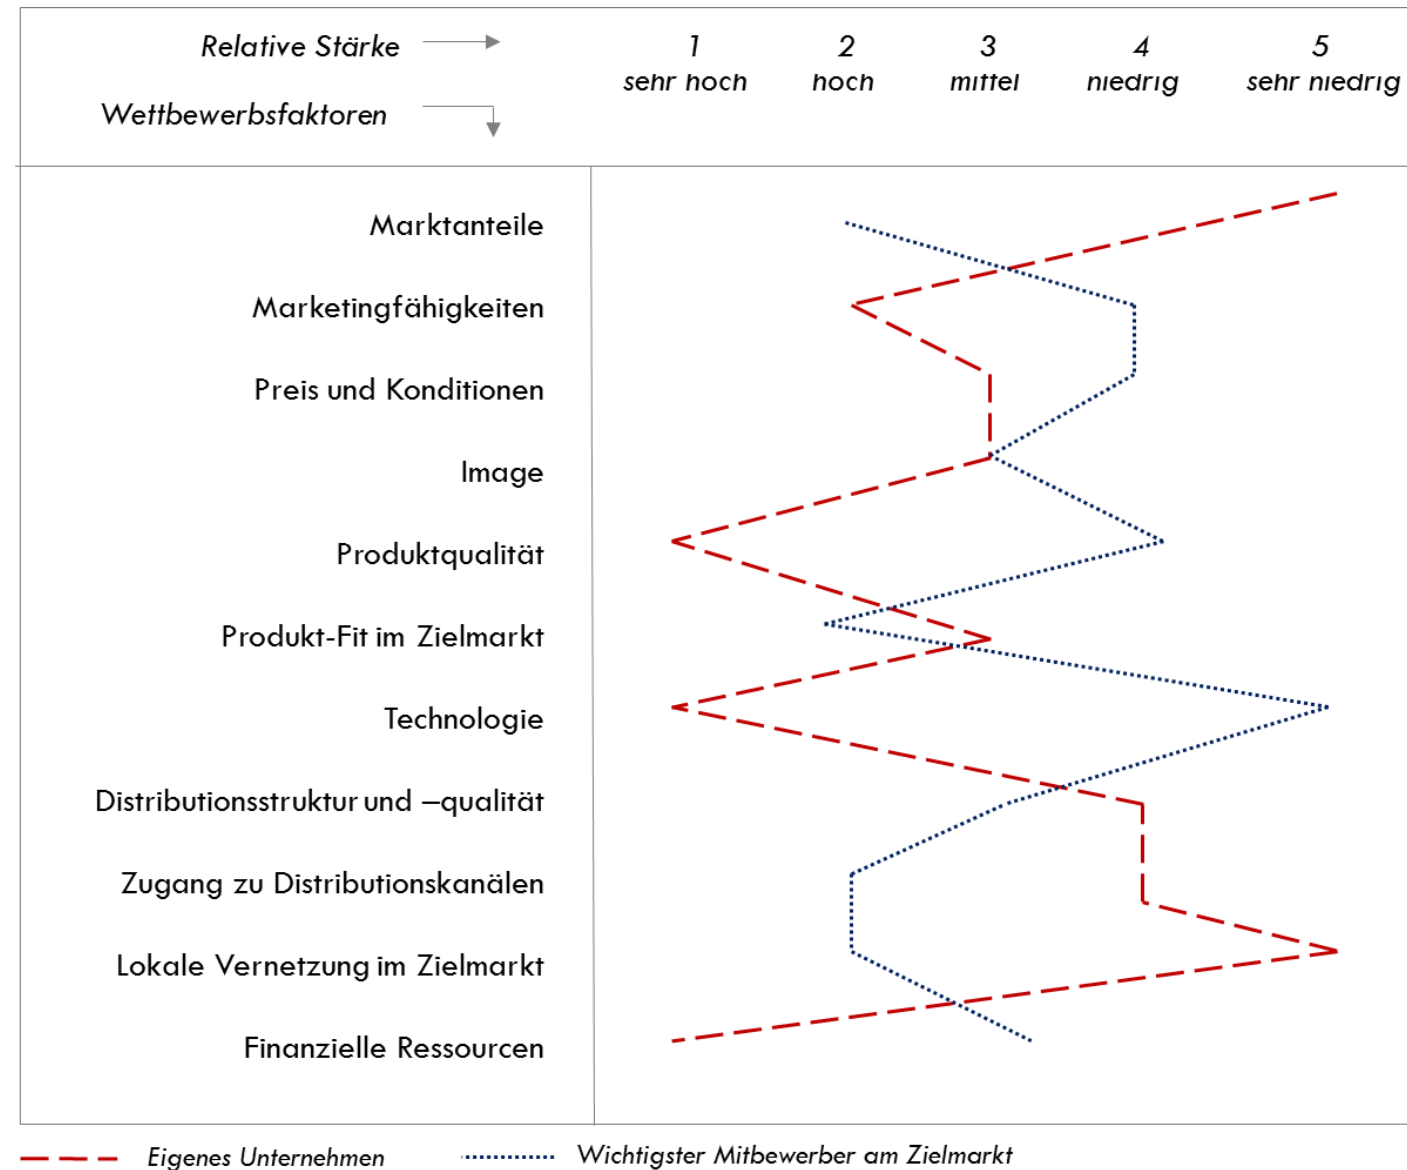 Relative Stärke
1 2 3 4 5
sehr hoch hoch mittel niedrig sehr niedrig
Wettbewerbsfaktoren
Marktanteile
Marketingfähigkeiten
Preis und Konditionen
Image
Produktqualität
Produkt-Fit im Zielmarkt
Technologie
Distributionsstruktur und –qualität
Zugang zu Distributionskanälen
Lokale Vernetzung im Zielmarkt
Finanzielle Ressourcen
Eigenes Unternehmen Wichtigster Mitbewerber am Zielmarkt